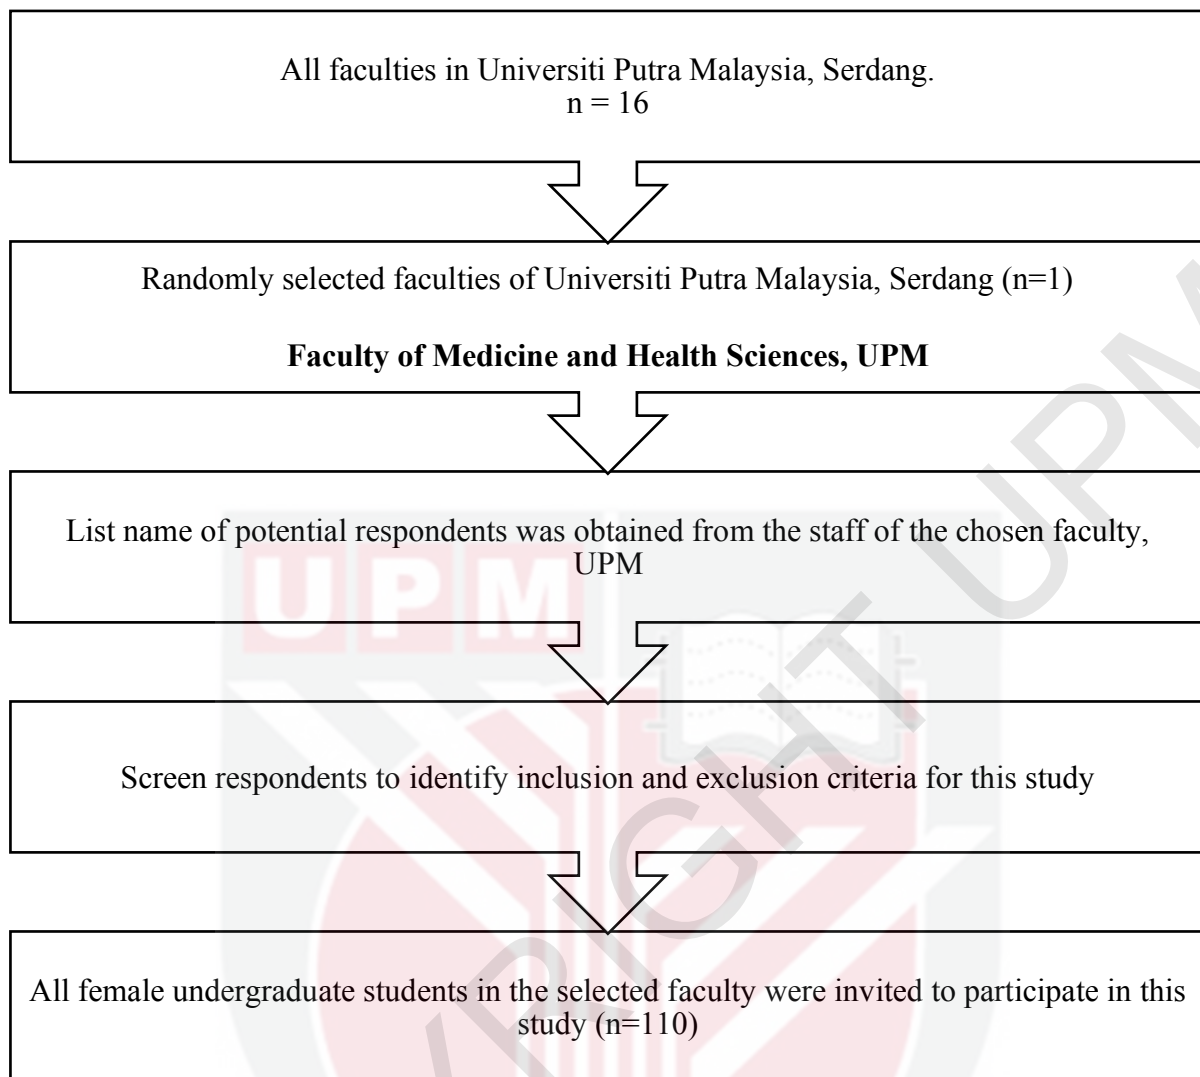 All faculties in Universiti Putra Malaysia, Serdang.
n = 16
Randomly selected faculties of Universiti Putra Malaysia, Serdang (n=1)
Faculty of Medicine and Health Sciences, UPM
List name of potential respondents was obtained from the staff of the chosen faculty,
UPM
UPM
Screen respondents to identify inclusion and exclusion criteria for this study
All female undergraduate students in the selected faculty were invited to participate in this
study (n=110)
YRIGHT UPM